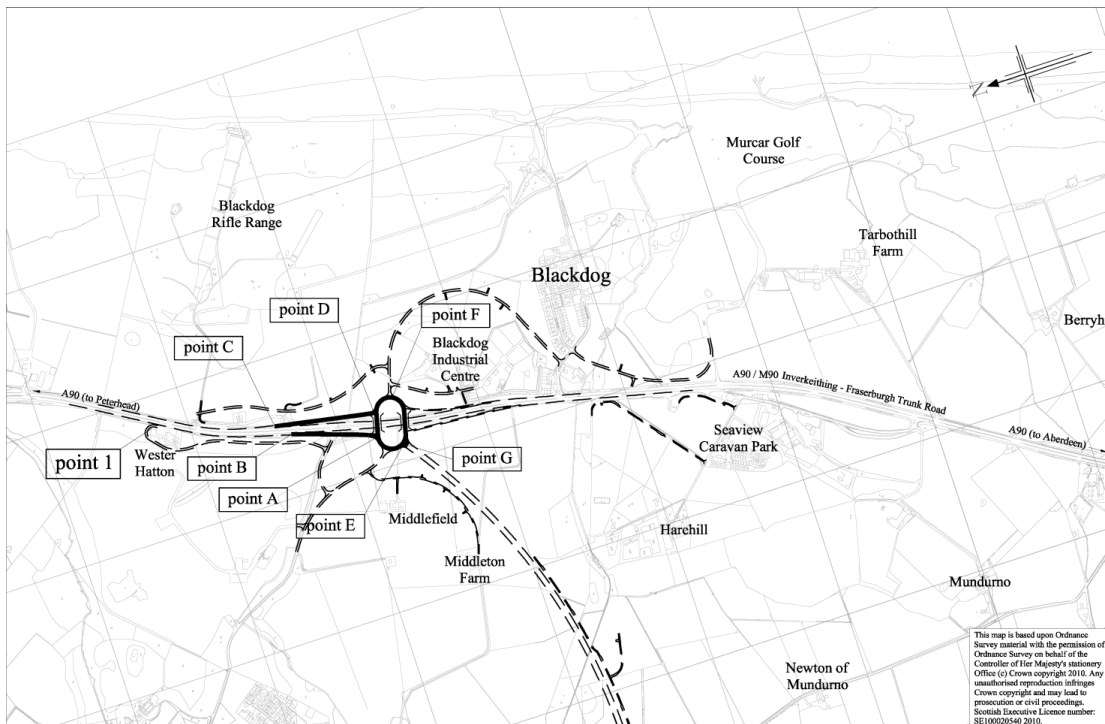 N
Murcar Golf
Course
Blackdog
Rifle Range
Tarbothill
Farm
Blackdog
point D
point F
Berryh
point C
Blackdog
Industrial
Centre
A90 / M90 Inverkeithing - Fraserburgh Trunk Road
A90 (to Peterhead)
Seaview
Caravan Park
A90 (to Aberdeen)
point 1
Wester
Hatton
point B
point G
point A
point E
Middlefield
Harehill
Middleton
Farm
Mundurno
Newton of
Mundurno
This map is based upon Ordnance
Survey material with the permission of
Ordnance Survey on behalf of the
Controller of Her Majesty's stationery
Office (c) Crown copyright 2010. Any
unauthorised reproduction infringes
Crown copyright and may lead to
prosecution or civil proceedings.
Scottish Executive Licence number:
SE100020540 2010.